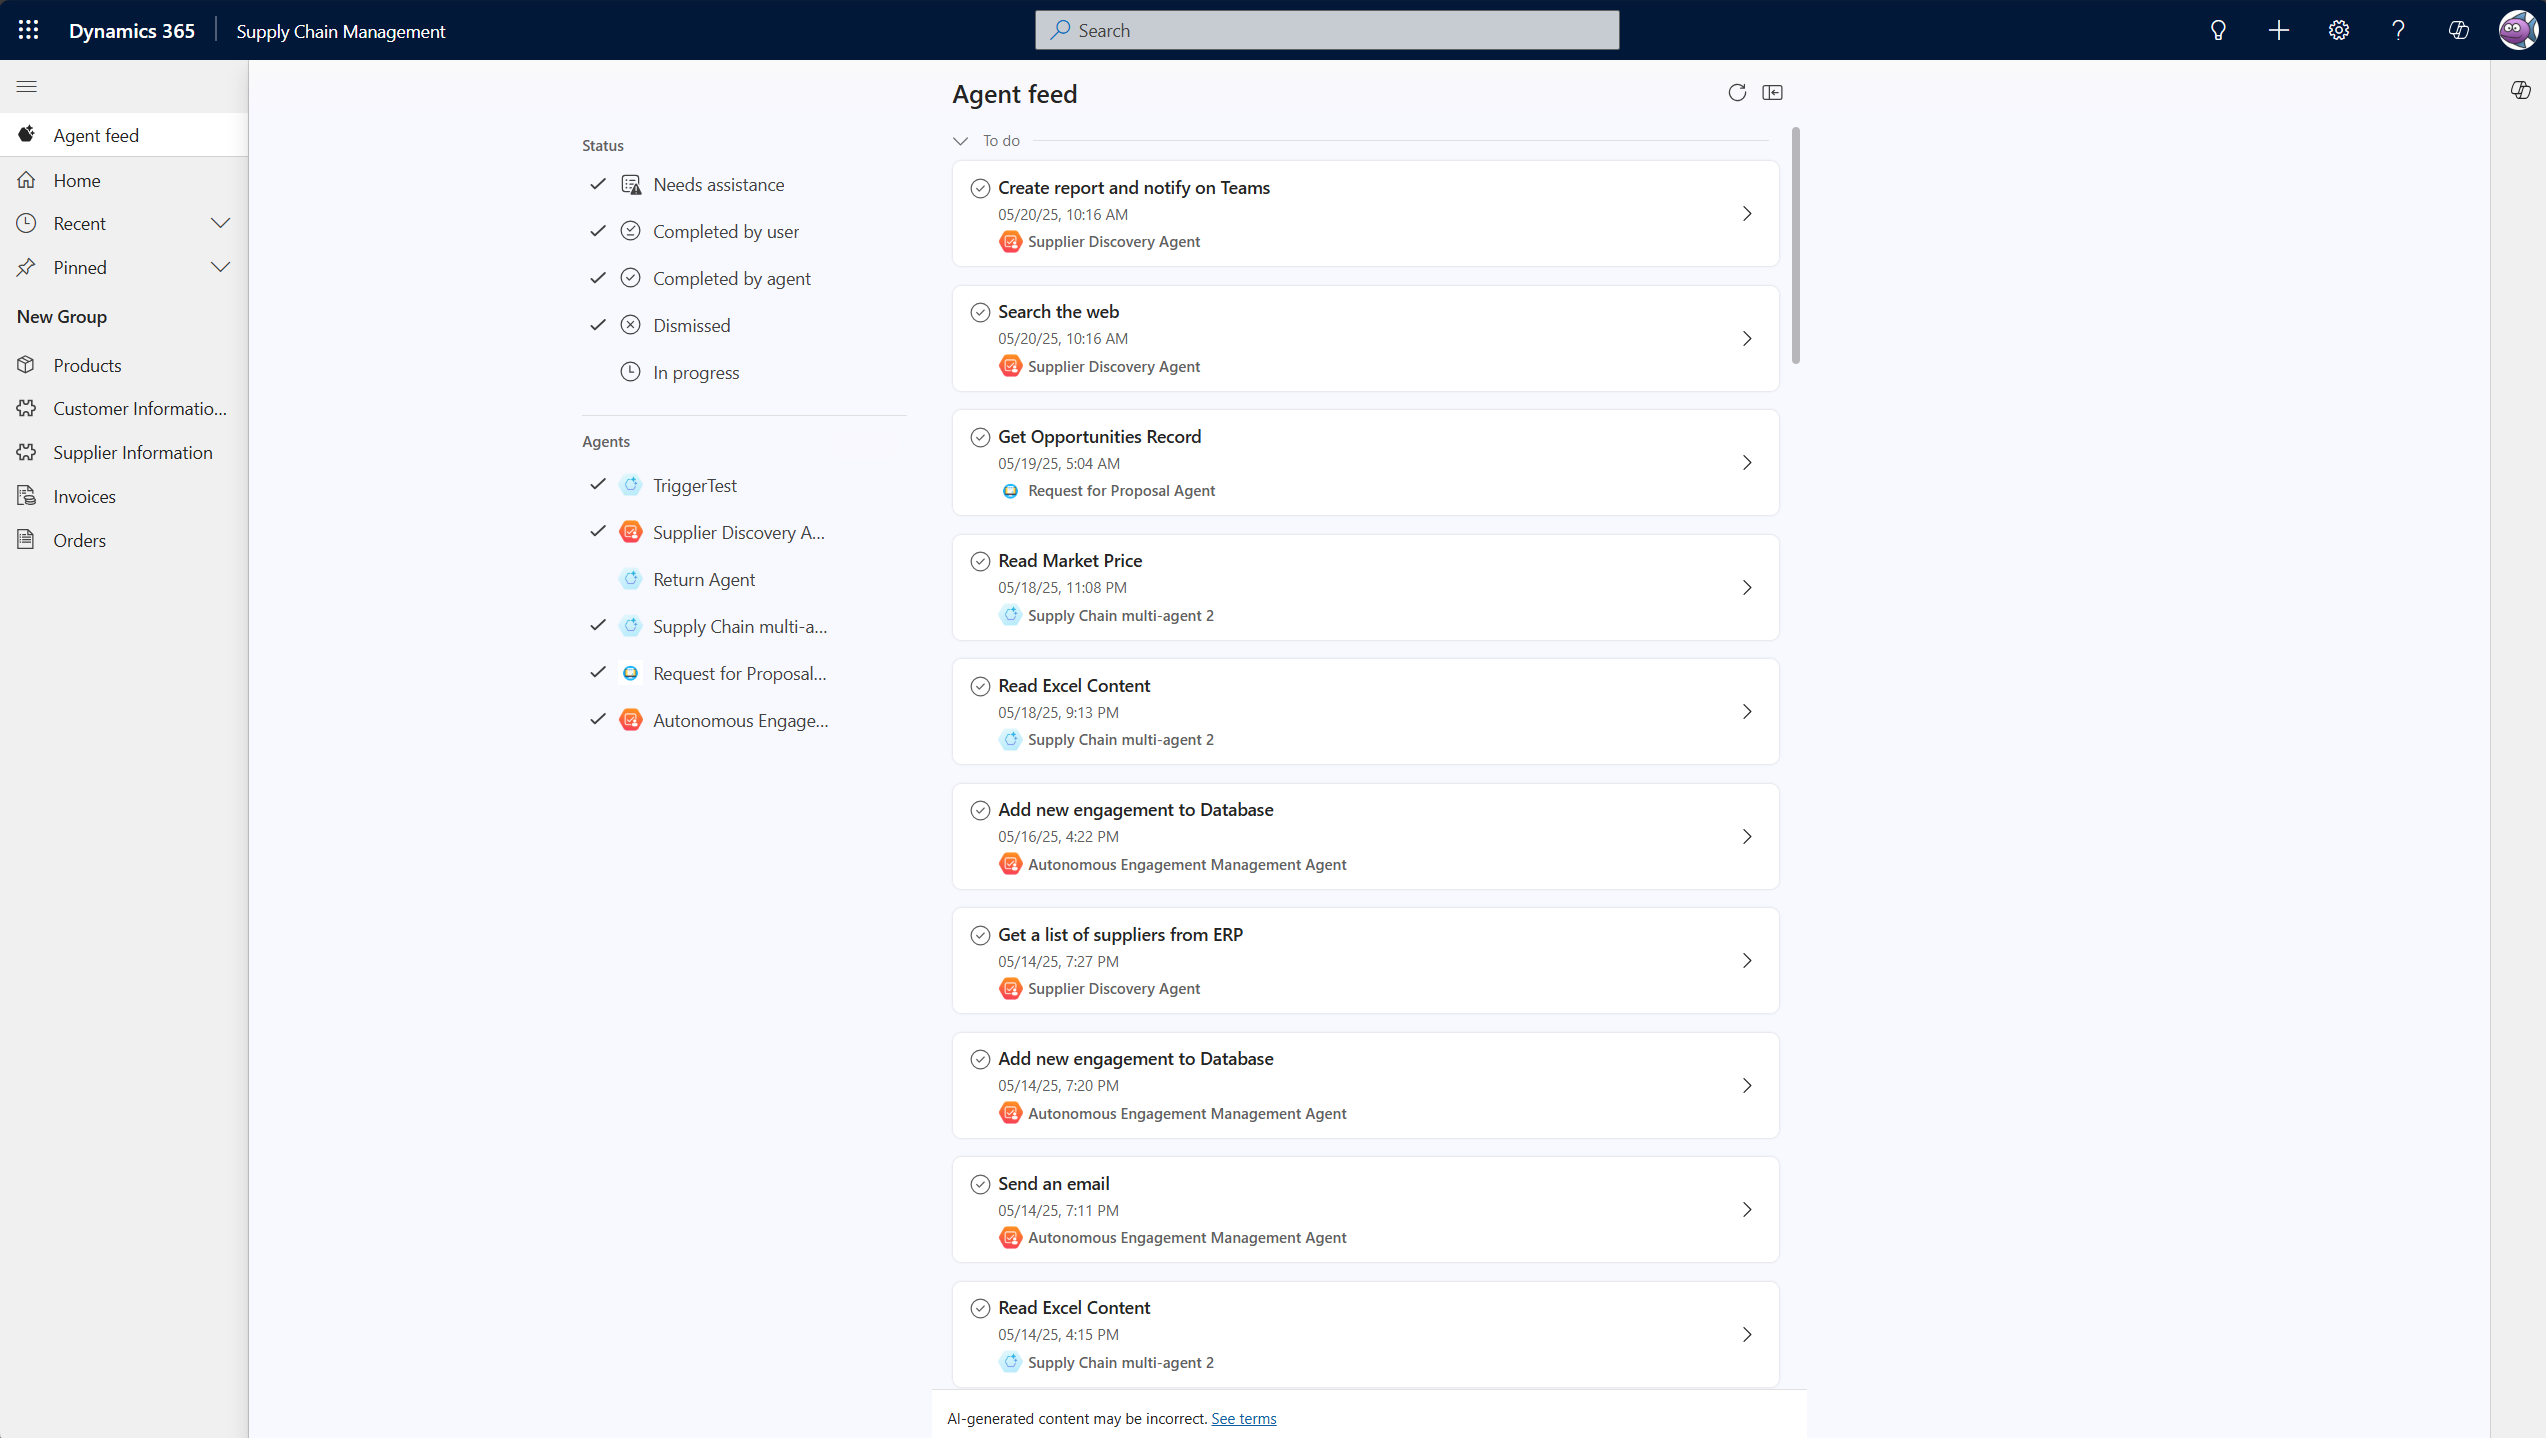 Dynamics 365
Supply Chain Management
Search
Agent feed
Home
Recent
Pinned
New Group
Products
Customer Informatio...
Supplier Information
Invoices
Orders
Status
Needs assistance
Completed by user
Completed by agent
Dismissed
In progress
Agents
TriggerTest
Supplier Discovery A...
Return Agent
Supply Chain multi-a...
Request for Proposal...
Autonomous Engage...
Agent feed
To do
Create report and notify on Teams
05/20/25, 10:16 AM
Supplier Discovery Agent
Search the web
05/20/25, 10:16 AM
Supplier Discovery Agent
Get Opportunities Record
05/19/25, 5:04 AM
Request for Proposal Agent
Read Market Price
05/18/25, 11:08 PM
Supply Chain multi-agent 2
Read Excel Content
05/18/25, 9:13 PM
Supply Chain multi-agent 2
Add new engagement to Database
05/16/25, 4:22 PM
Autonomous Engagement Management Agent
Get a list of suppliers from ERP
05/14/25, 7:27 PM
Supplier Discovery Agent
Add new engagement to Database
05/14/25, 7:20 PM
Autonomous Engagement Management Agent
Send an email
05/14/25, 7:11 PM
Autonomous Engagement Management Agent
Read Excel Content
05/14/25, 4:15 PM
Supply Chain multi-agent 2
AI-generated content may be incorrect. See terms